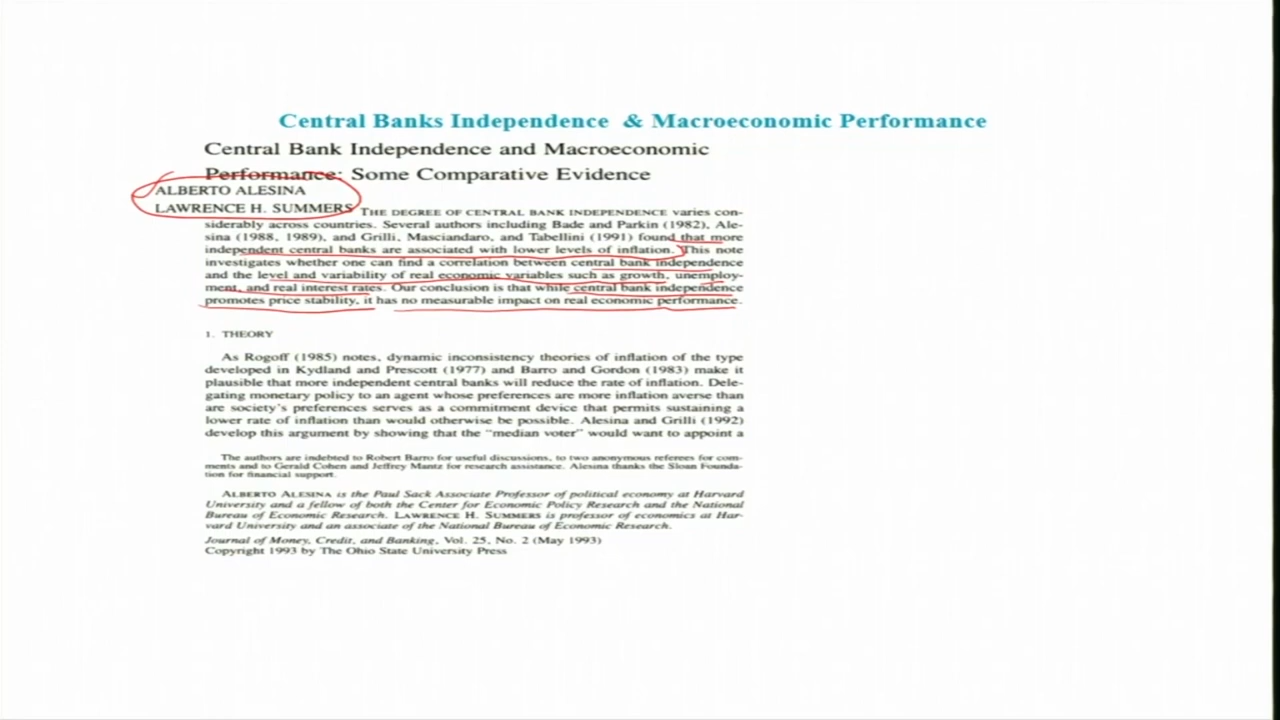 Central Banks Independence & Macroeconomic Performance
Central Bank Independence and Macroeconomic
Performance: Some Comparative Evidence
ALBERTO ALESINA
LAWRENCE H. SUMMERS
THE DEGREE OF CENTRAL BANK INDEPENDENCE varies con-
siderably across countries. Several authors including Bade and Parkin (1982), Ale-
sina (1988, 1989), and Grilli, Masciandaro, and Tabellini (1991) found that more
independent central banks are associated with lower levels of inflation. This note
investigates whether one can find a correlation between central bank independence
and the level and variability of real economic variables such as growth, unemploy-
ment, and real interest rates. Our conclusion is that while central bank independence
promotes price stability, it has no measurable impact on real economic performance.
1. THEORY
As Rogoff (1985) notes, dynamic inconsistency theories of inflation of the type
developed in Kydland and Prescott (1977) and Barro and Gordon (1983) make it
plausible that more independent central banks will reduce the rate of inflation. Dele-
gating monetary policy to an agent whose preferences are more inflation averse than
are society's preferences serves as a commitment device that permits sustaining a
lower rate of inflation than would otherwise be possible. Alesina and Grilli (1992)
develop this argument by showing that the "median voter" would want to appoint a
The authors are indebted to Robert Barro for useful discussions, to two anonymous referees for com-
ments and to Gerald Cohen and Jeffrey Mantz for research assistance. Alesina thanks the Sloan Founda-
tion for financial support.
ALBERTO ALESINA is the Paul Sack Associate Professor of political economy at Harvard
University and a fellow of both the Center for Economic Policy Research and the National
Bureau of Economic Research. LAWRENCE H. SUMMERS is professor of economics at Har-
vard University and an associate of the National Bureau of Economic Research.
Journal of Money, Credit, and Banking, Vol. 25, No. 2 (May 1993)
Copyright 1993 by The Ohio State University Press